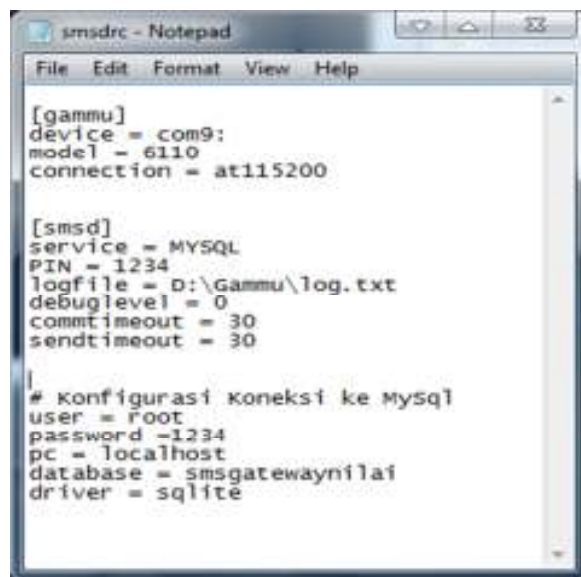 smsdrc - Notepad
File Edit Format View Help
[gammu]
device = com9:
model = 6110
connection = at115200
[smsd]
service = MYSQL
PIN = 1234
logfile = D:\Gammu\log.txt
debuglevel = 0
commtimeout = 30
sendtimeout = 30
# Konfigurasi Koneksi ke MySql
user = root
password =1234
pc = localhost
database = smsgatewaynilai
driver = sqlite